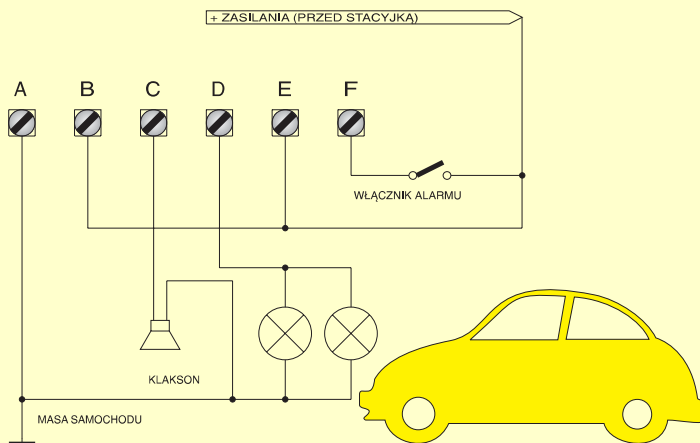 + ZASILANIA (PRZED STACYJKĄ)
A B C D E F
WŁĄCZNIK ALARMU
KLAKSON
MASA SAMOCHODU